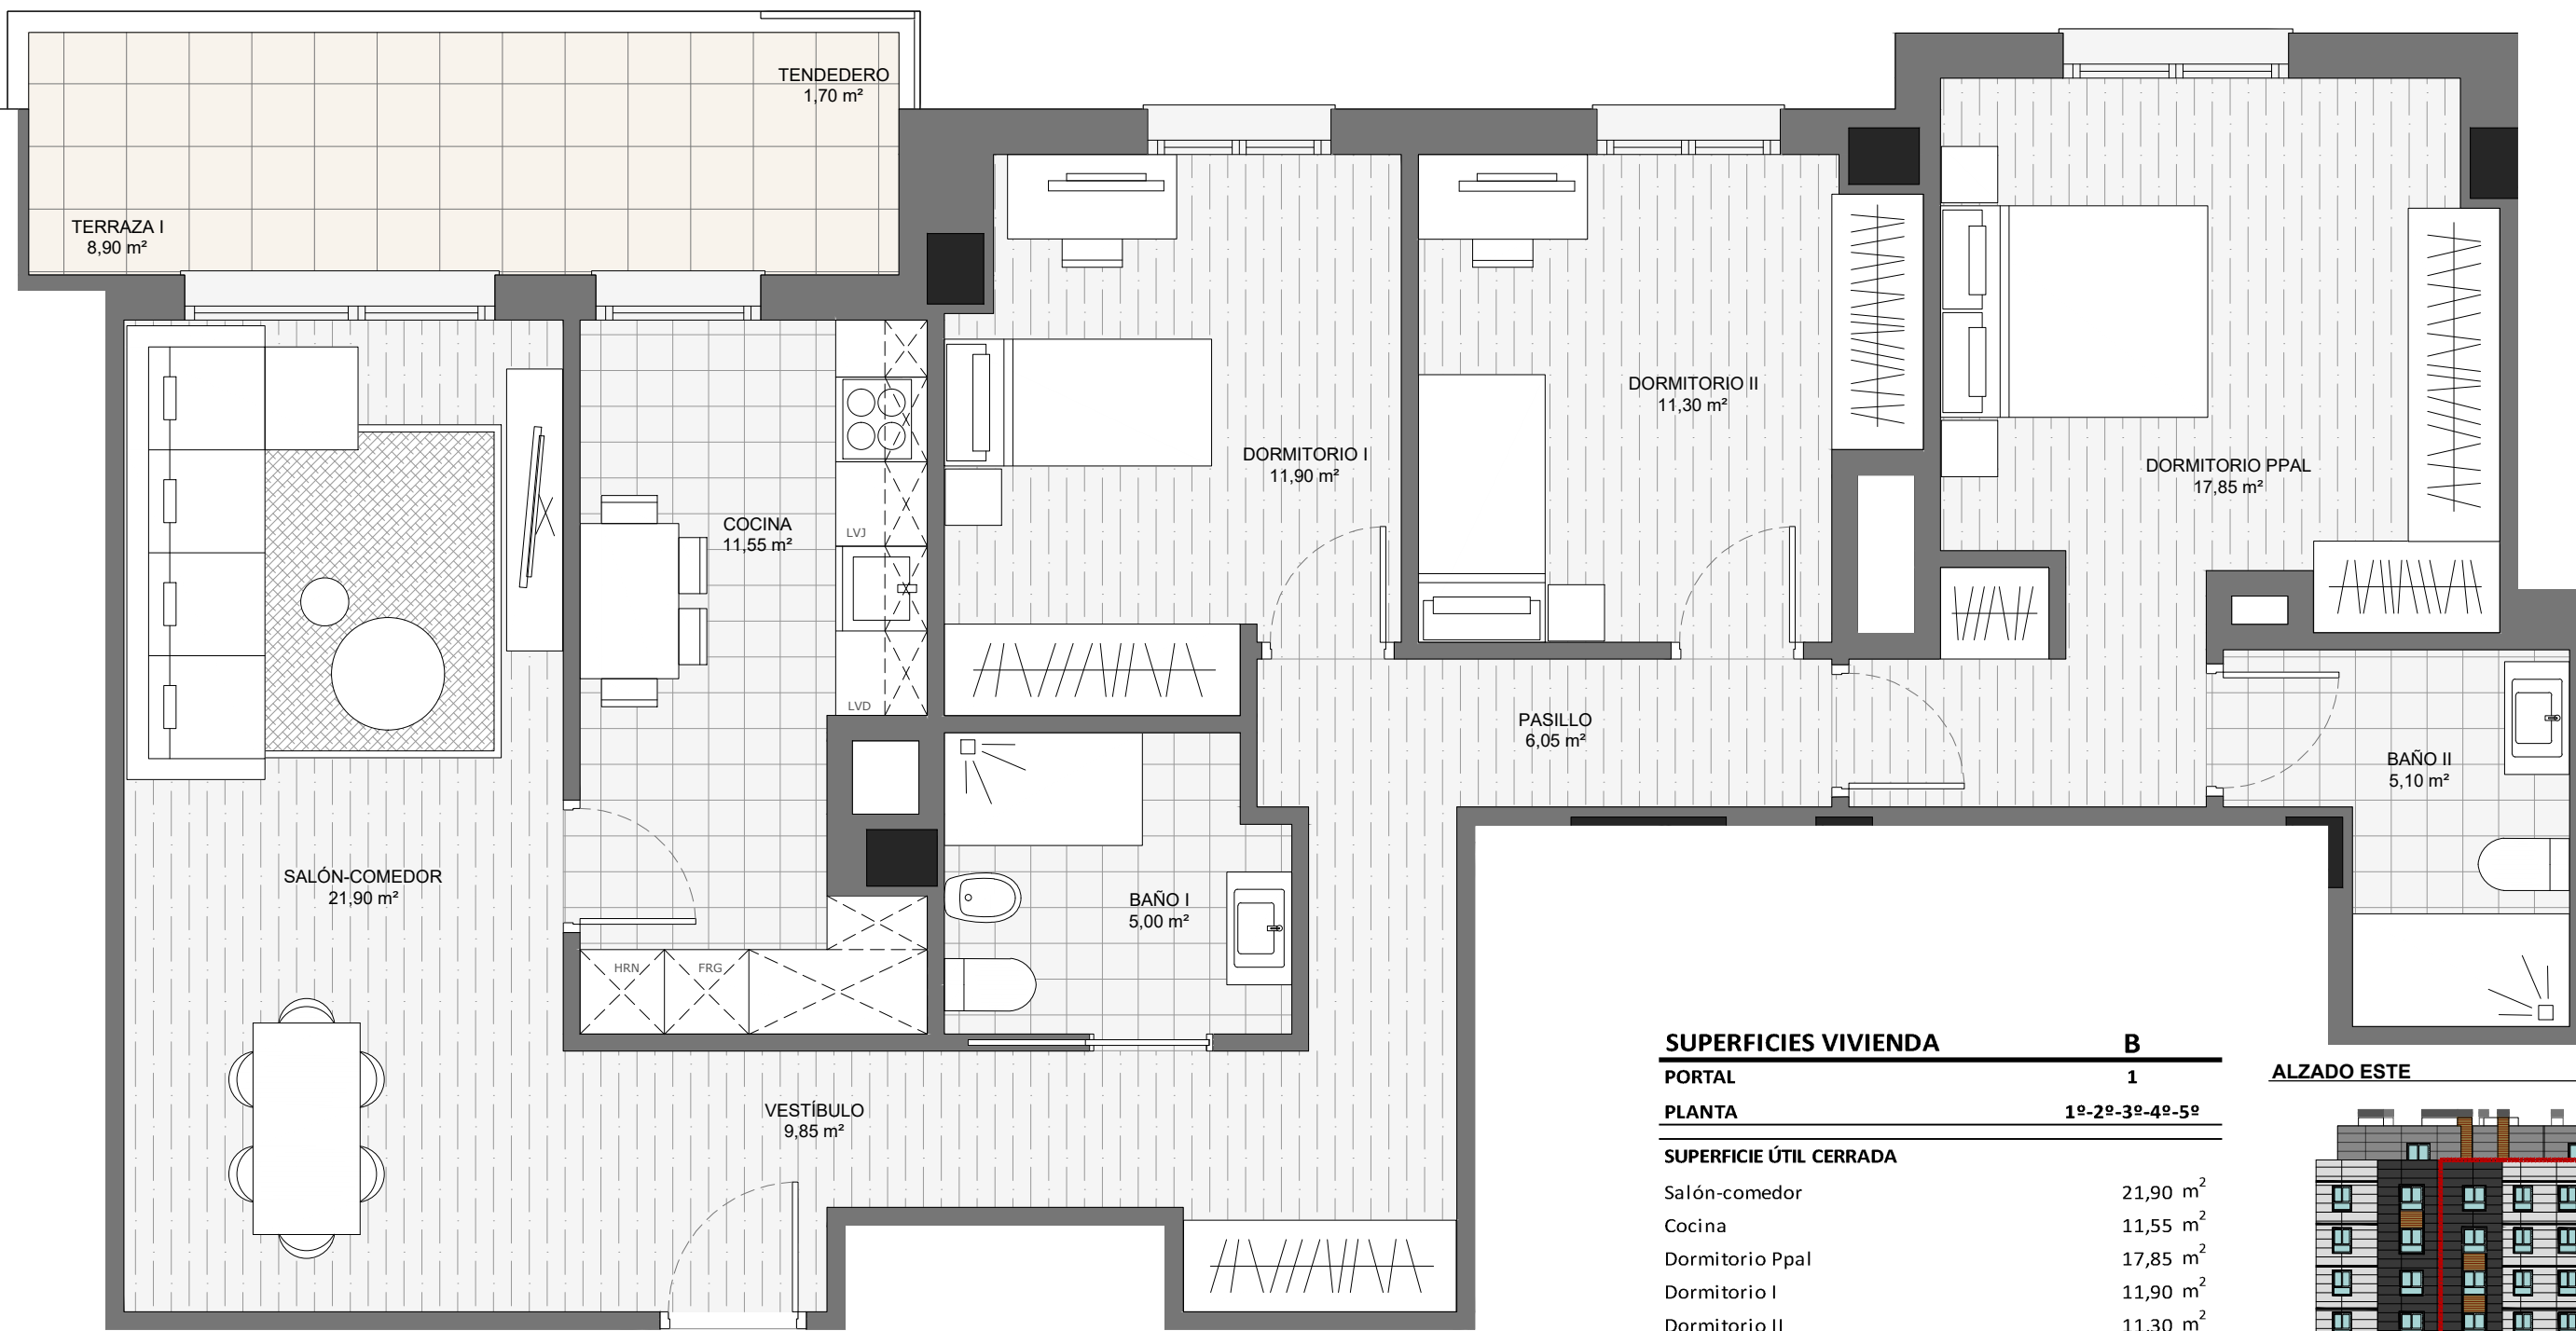 TENDEDERO
1,70 m²
TERRAZA I
8,90 m²
DORMITORIO II
11,30 m²
DORMITORIO I
11,90 m²
DORMITORIO PPAL
17,85 m²
COCINA
11,55 m²
LVJ
LVD
PASILLO
6,05 m²
BAÑO II
5,10 m²
SALÓN-COMEDOR
21,90 m²
BAÑO I
5,00 m²
HRN
FRG
VESTÍBULO
9,85 m²
SUPERFICIES VIVIENDA B
PORTAL 1
PLANTA 1º-2º-3º-4º-5º
SUPERFICIE ÚTIL CERRADA
Salón-comedor 21,90 m²
Cocina 11,55 m²
Dormitorio Ppal 17,85 m²
Dormitorio I 11,90 m²
Dormitorio II 11,30 m²
ALZADO ESTE